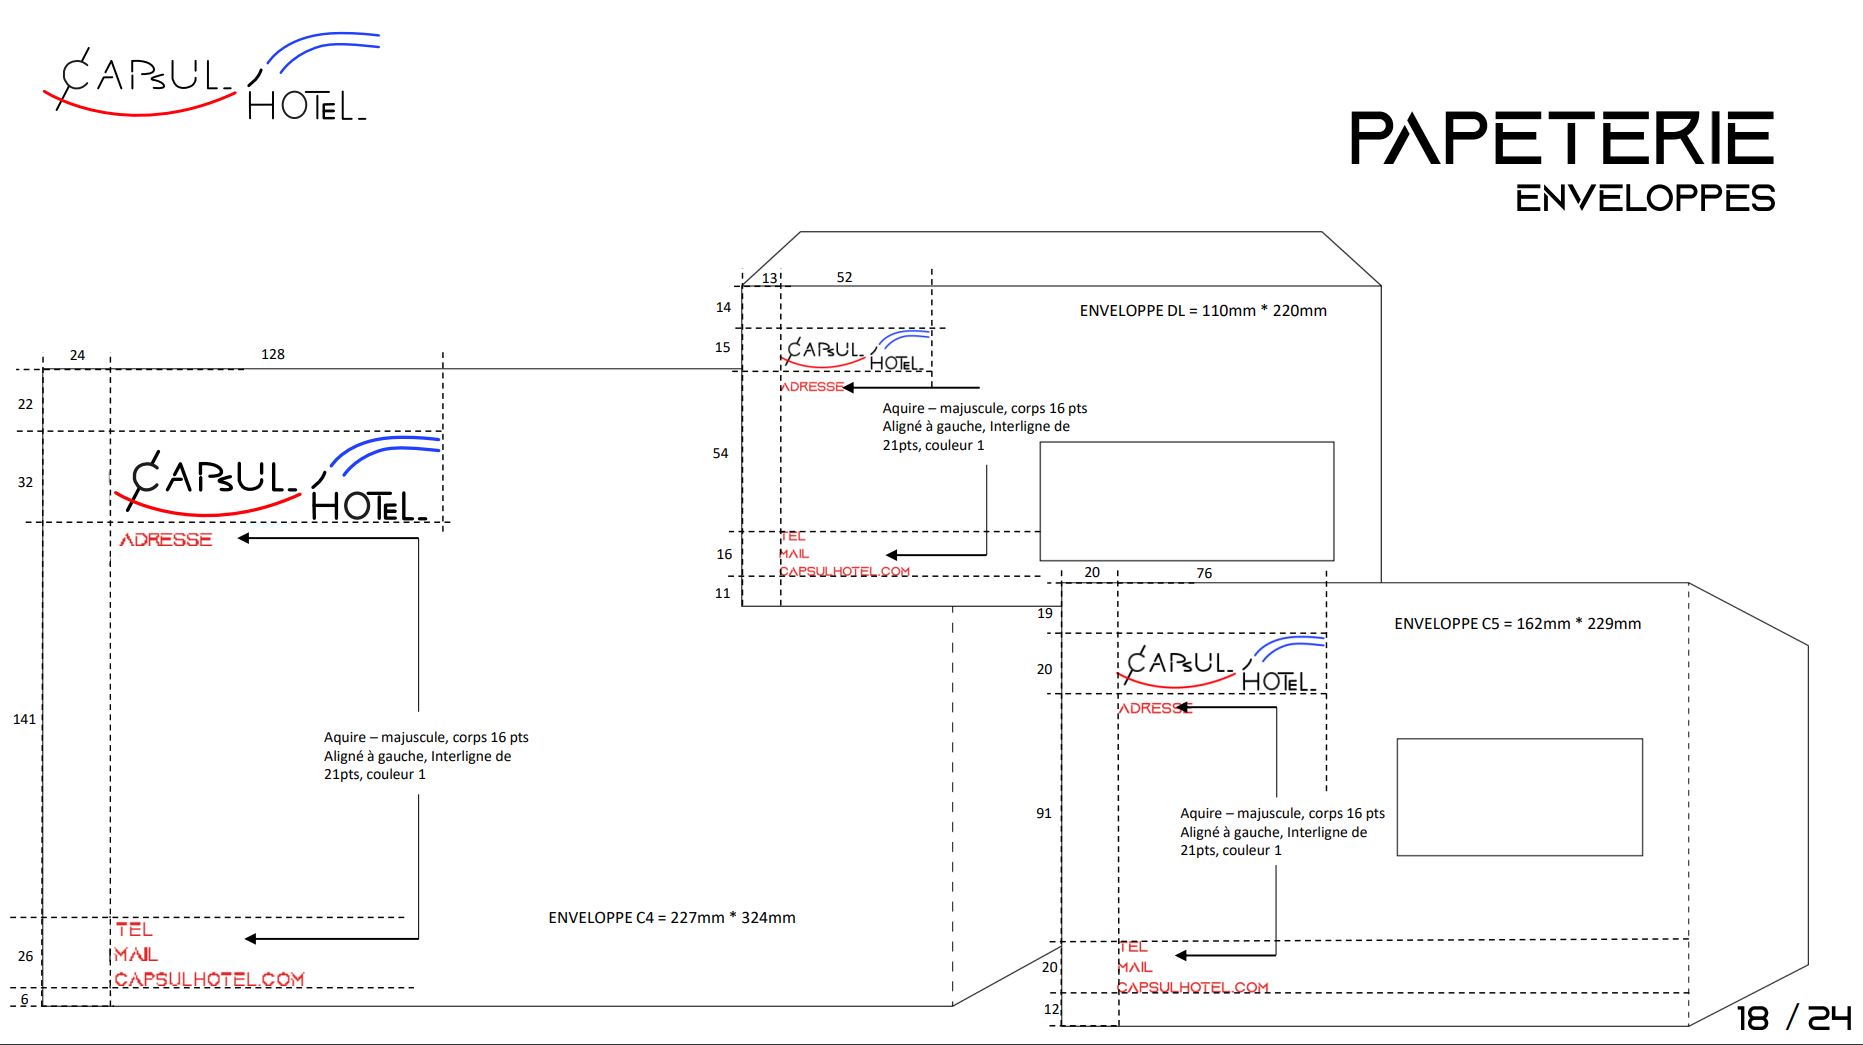 CAPSUL
HOTEL
PAPETERIE
ENVELOPPES
24
128
22
32
141
26
6
CAPSUL
HOTEL
ADRESSE
Aquire – majuscule, corps 16 pts
Aligné à gauche, Interligne de
21pts, couleur 1
TEL
MAIL
CAPSULHOTEL.COM
ENVELOPPE C4 = 227mm * 324mm
13
52
14
15
54
16
11
ENVELOPPE DL = 110mm * 220mm
CAPSUL
HOTEL
ADRESSE
Aquire – majuscule, corps 16 pts
Aligné à gauche, Interligne de
21pts, couleur 1
TEL
MAIL
CAPSULHOTEL.COM
20
76
19
20
91
20
12
ENVELOPPE C5 = 162mm * 229mm
CAPSUL
HOTEL
ADRESSE
Aquire – majuscule, corps 16 pts
Aligné à gauche, Interligne de
21pts, couleur 1
TEL
MAIL
CAPSULHOTEL.COM
18 / 24